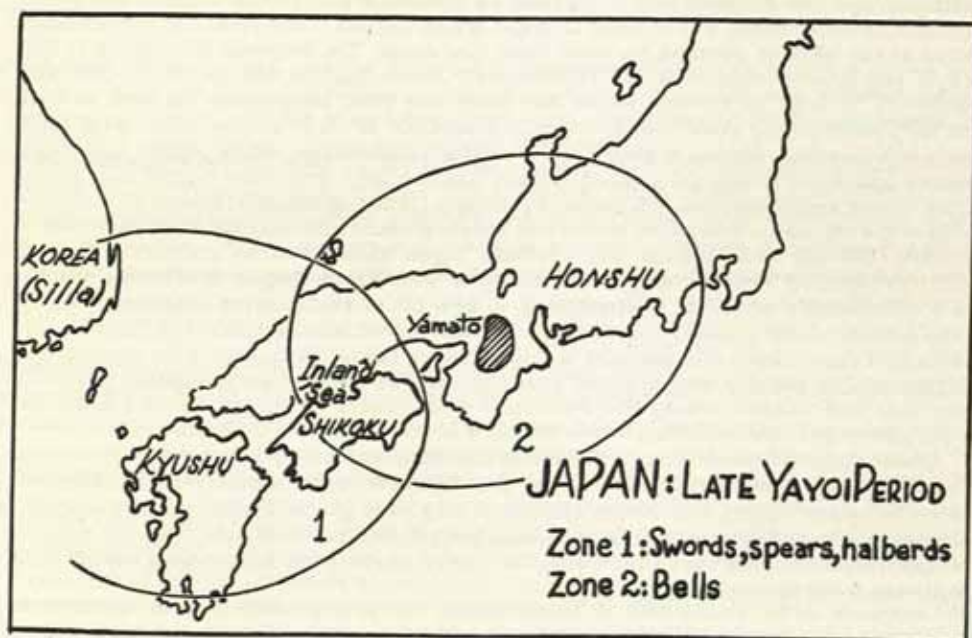 KOREA
(Silla)
HONSHU
Yamato
Inland
Seas
SHIKOKU
KYUSHU
1
2
JAPAN: LATE YAYOI PERIOD
Zone 1: Swords, spears, halberds
Zone 2: Bells